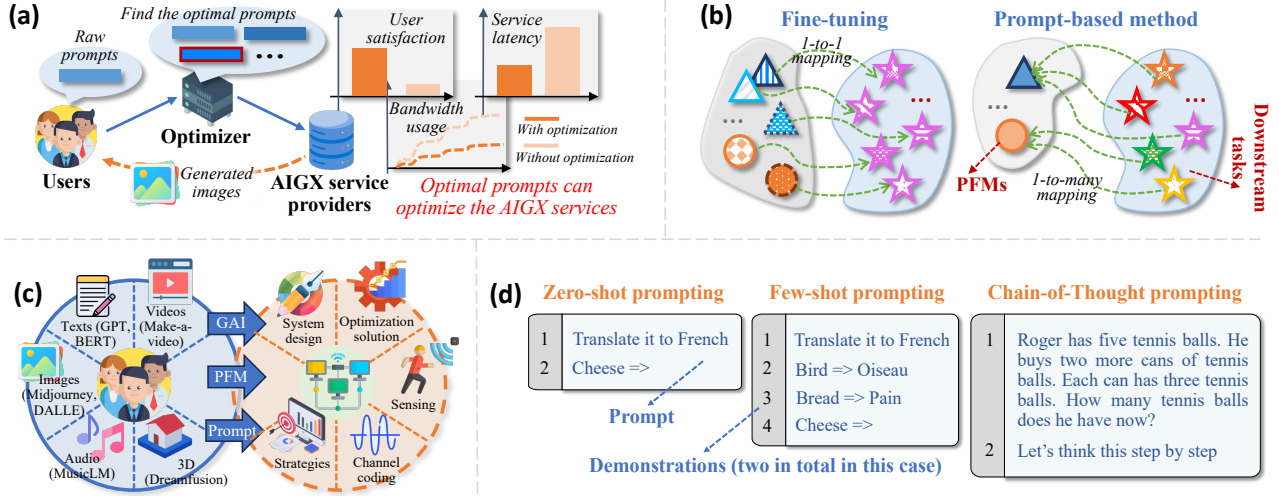 (a)
Find the optimal prompts
Raw
prompts
...
Optimizer
Users
Generated
images
AIGX service
providers
User
satisfaction
Service
latency
Bandwidth
usage
With optimization
Without optimization
Optimal prompts can
optimize the AIGX services
(b)
Fine-tuning
Prompt-based method
1-to-1
mapping
...
...
...
...
PFMs
1-to-many
mapping
Downstream
tasks
(c)
Texts (GPT,
BERT)
Videos
(Make-a-
video)
Images
(Midjourney,
DALLE)
Audio
(MusicLM)
3D
(Dreamfusion)
GAI
PFM
Prompt
System
design
Optimization
solution
Sensing
Strategies
Channel
coding
(d)
Zero-shot prompting
1 Translate it to French
2 Cheese =>
Prompt
Few-shot prompting
1 Translate it to French
2 Bird => Oiseau
3 Bread => Pain
4 Cheese =>
Demonstrations (two in total in this case)
Chain-of-Thought prompting
1 Roger has five tennis balls. He
buys two more cans of tennis
balls. Each can has three tennis
balls. How many tennis balls
does he have now?
2 Let's think this step by step